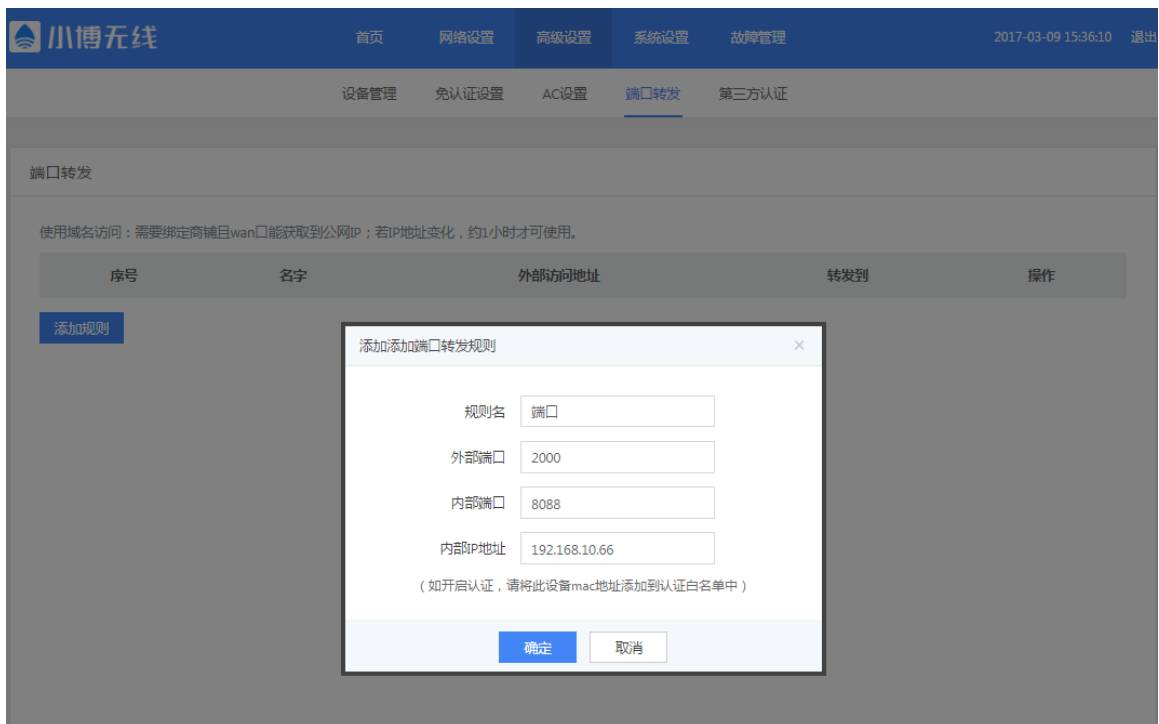 小博无线
首页 网络设置 高级设置 系统设置 故障管理 2017-03-09 15:36:10 退出
设备管理 免认证设置 AC设置 端口转发 第三方认证
端口转发
使用域名访问：需要绑定商铺且wan口能获取到公网IP；若IP地址变化，约1小时才可使用。
序号 名字 外部访问地址 转发到 操作
添加规则
添加添加端口转发规则 ×
规则名 端口
外部端口 2000
内部端口 8088
内部IP地址 192.168.10.66
（如开启认证，请将此设备mac地址添加到认证白名单中）
确定 取消